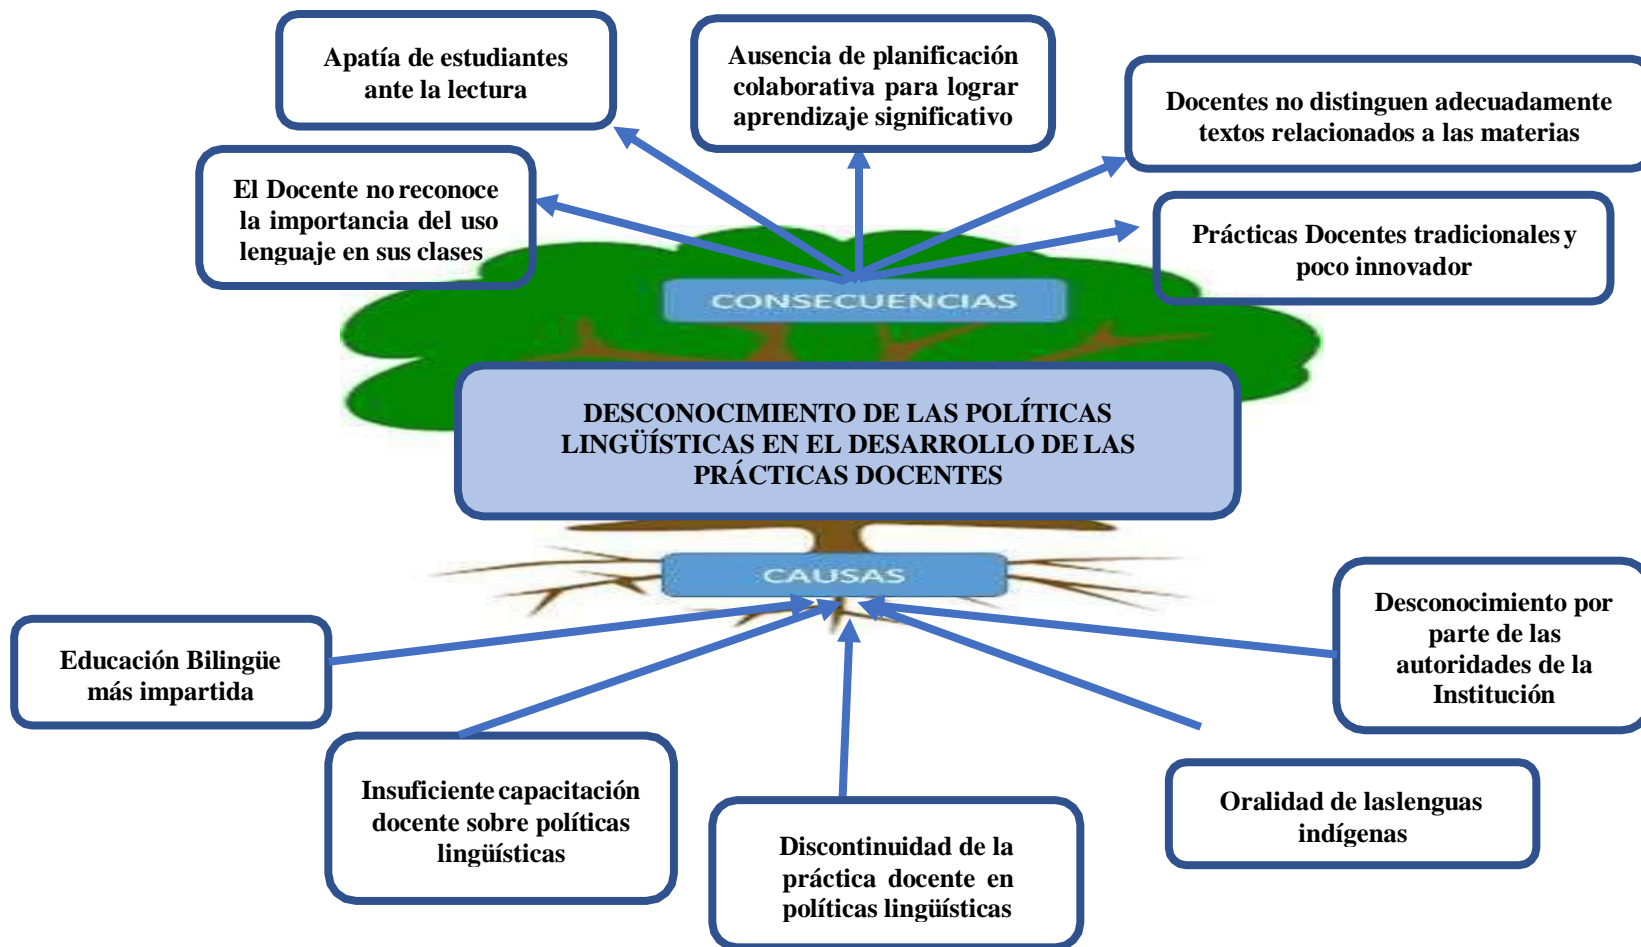 Apatía de estudiantes
ante la lectura
Ausencia de planificación
colaborativa para lograr
aprendizaje significativo
Docentes no distinguen adecuadamente
textos relacionados a las materias
El Docente no reconoce
la importancia del uso
lenguaje en sus clases
Prácticas Docentes tradicionales y
poco innovador
CONSECUENCIAS
DESCONOCIMIENTO DE LAS POLÍTICAS
LINGÜÍSTICAS EN EL DESARROLLO DE LAS
PRÁCTICAS DOCENTES
CAUSAS
Educación Bilingüe
más impartida
Insuficiente capacitación
docente sobre políticas
lingüísticas
Discontinuidad de la
práctica docente en
políticas lingüísticas
Oralidad de laslenguas
indígenas
Desconocimiento por
parte de las
autoridades de la
Institución